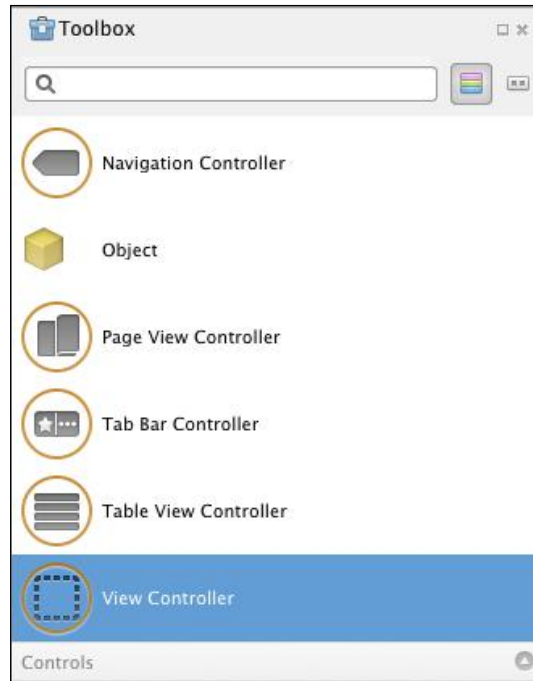 Toolbox
Navigation Controller
Object
Page View Controller
Tab Bar Controller
Table View Controller
View Controller
Controls